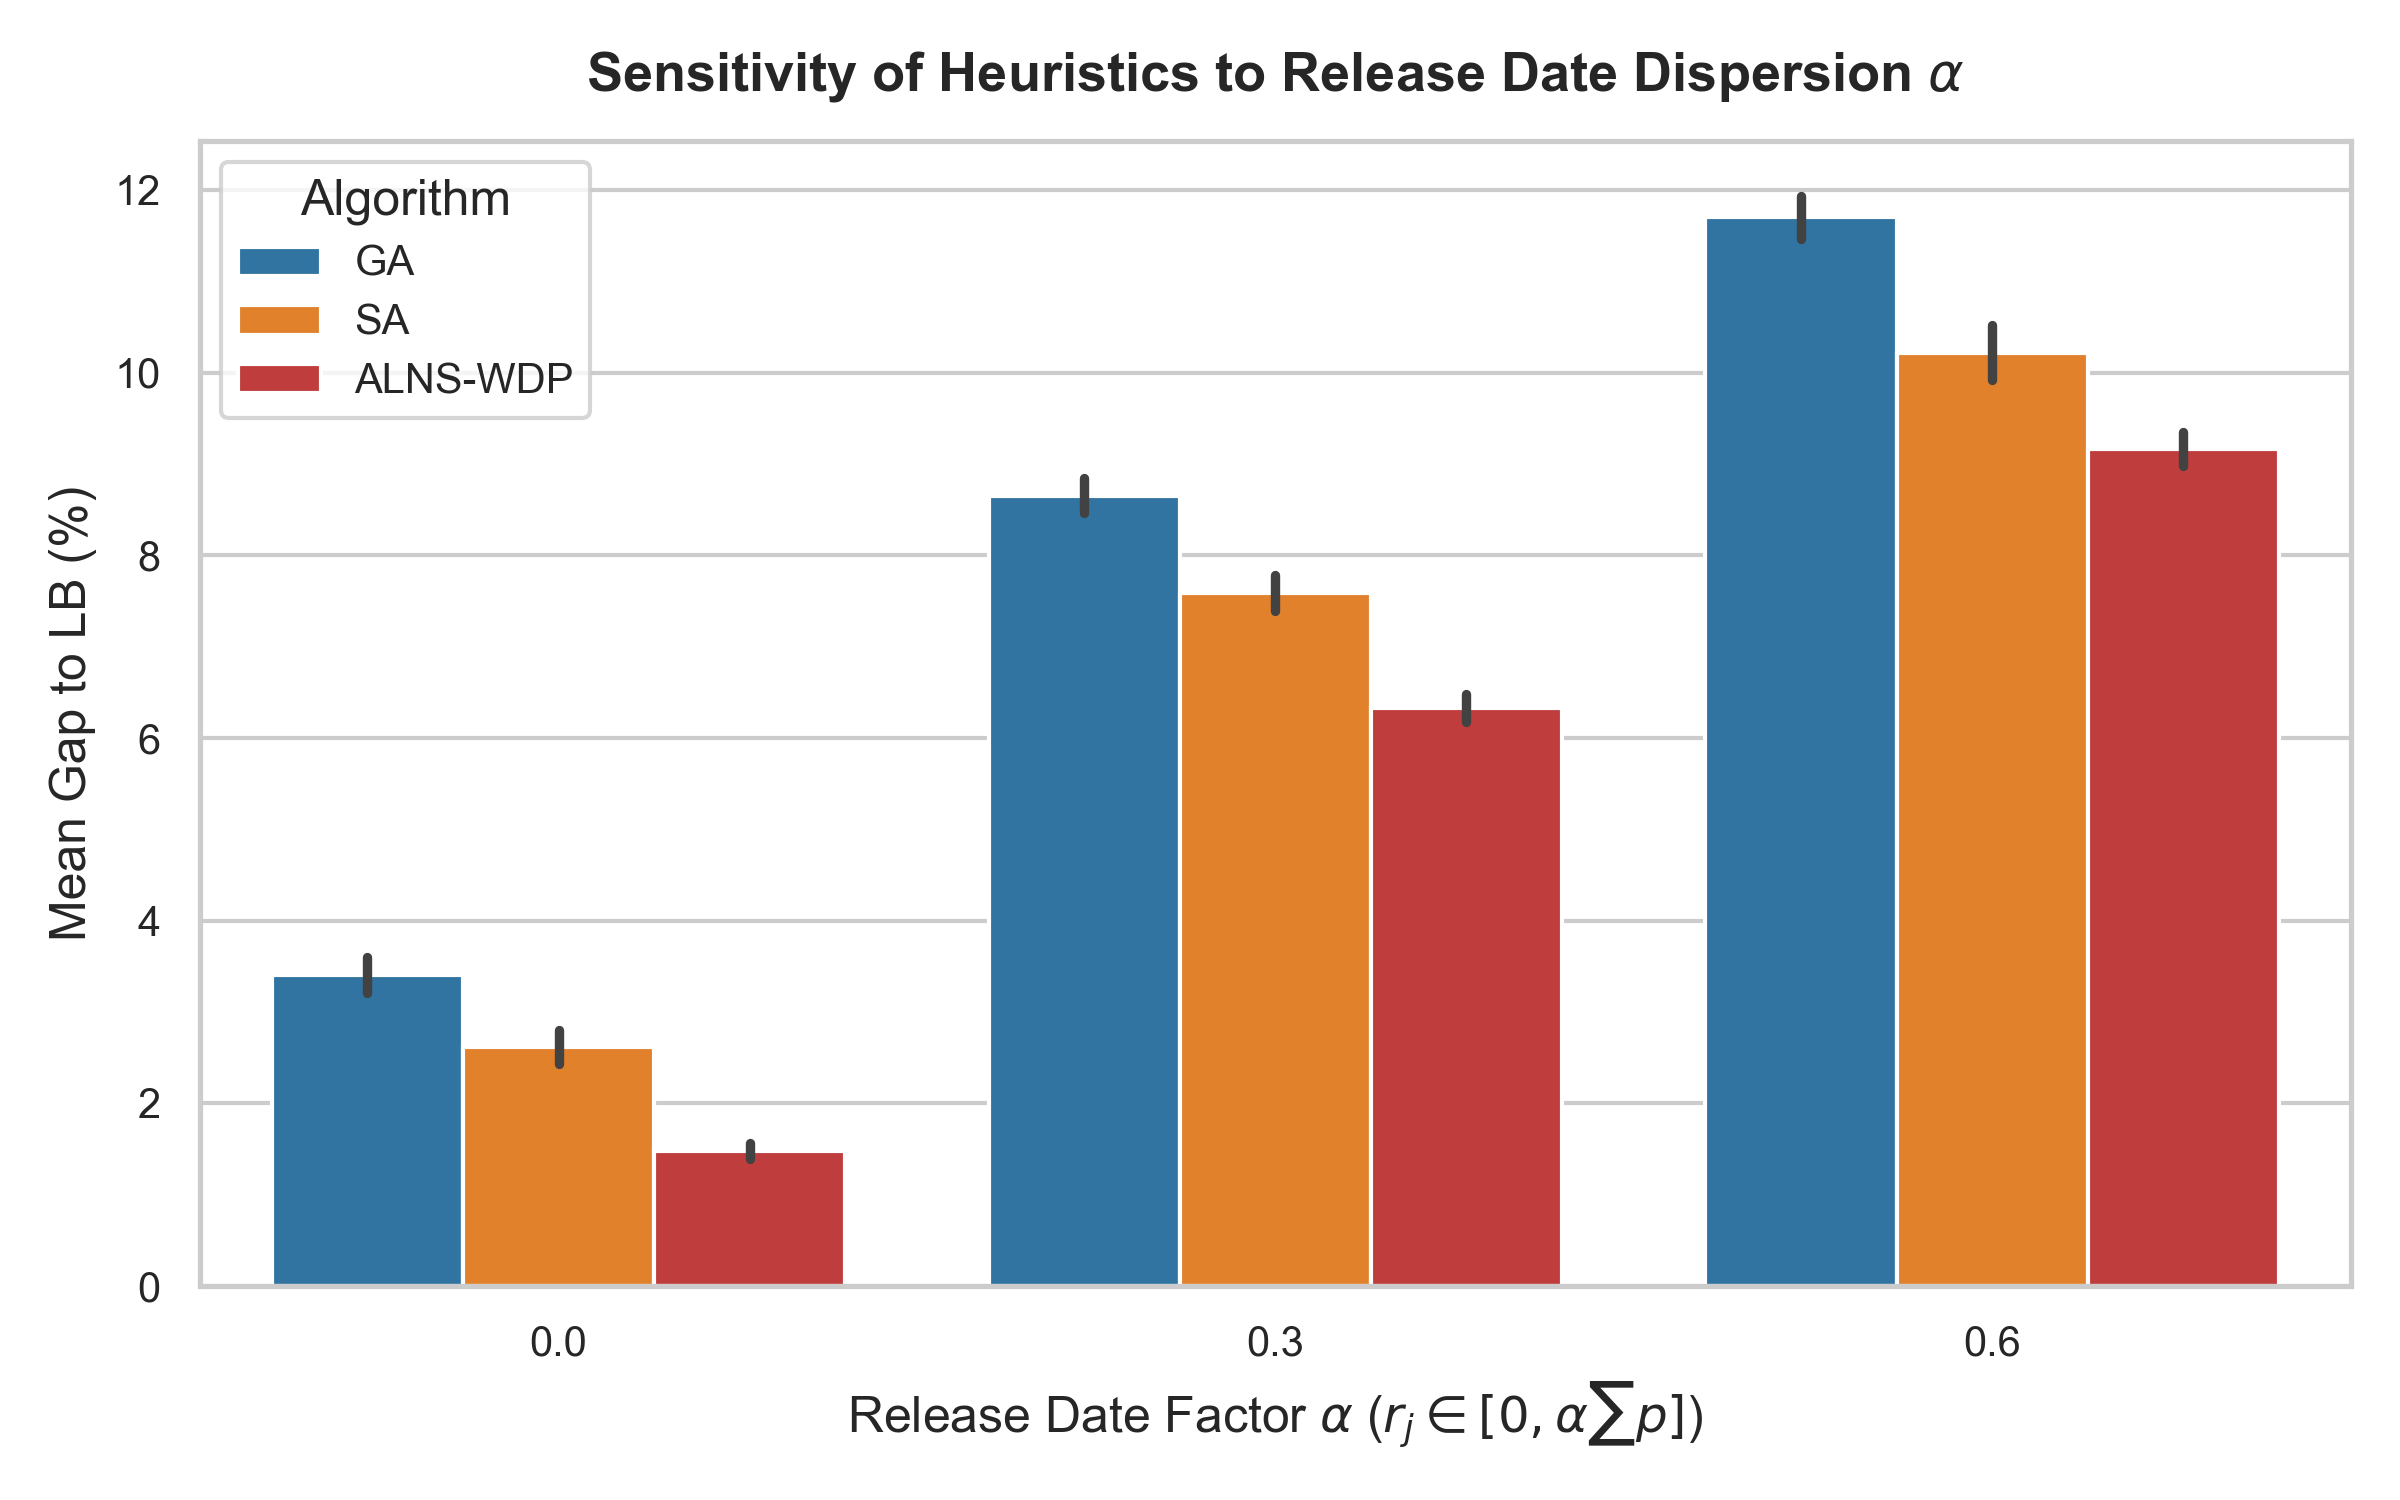 Sensitivity of Heuristics to Release Date Dispersion α
Algorithm
GA
SA
ALNS-WDP
Mean Gap to LB (%)
12
10
8
6
4
2
0
0.0 0.3 0.6
Release Date Factor α (r_j ∈ [0, α∑p])